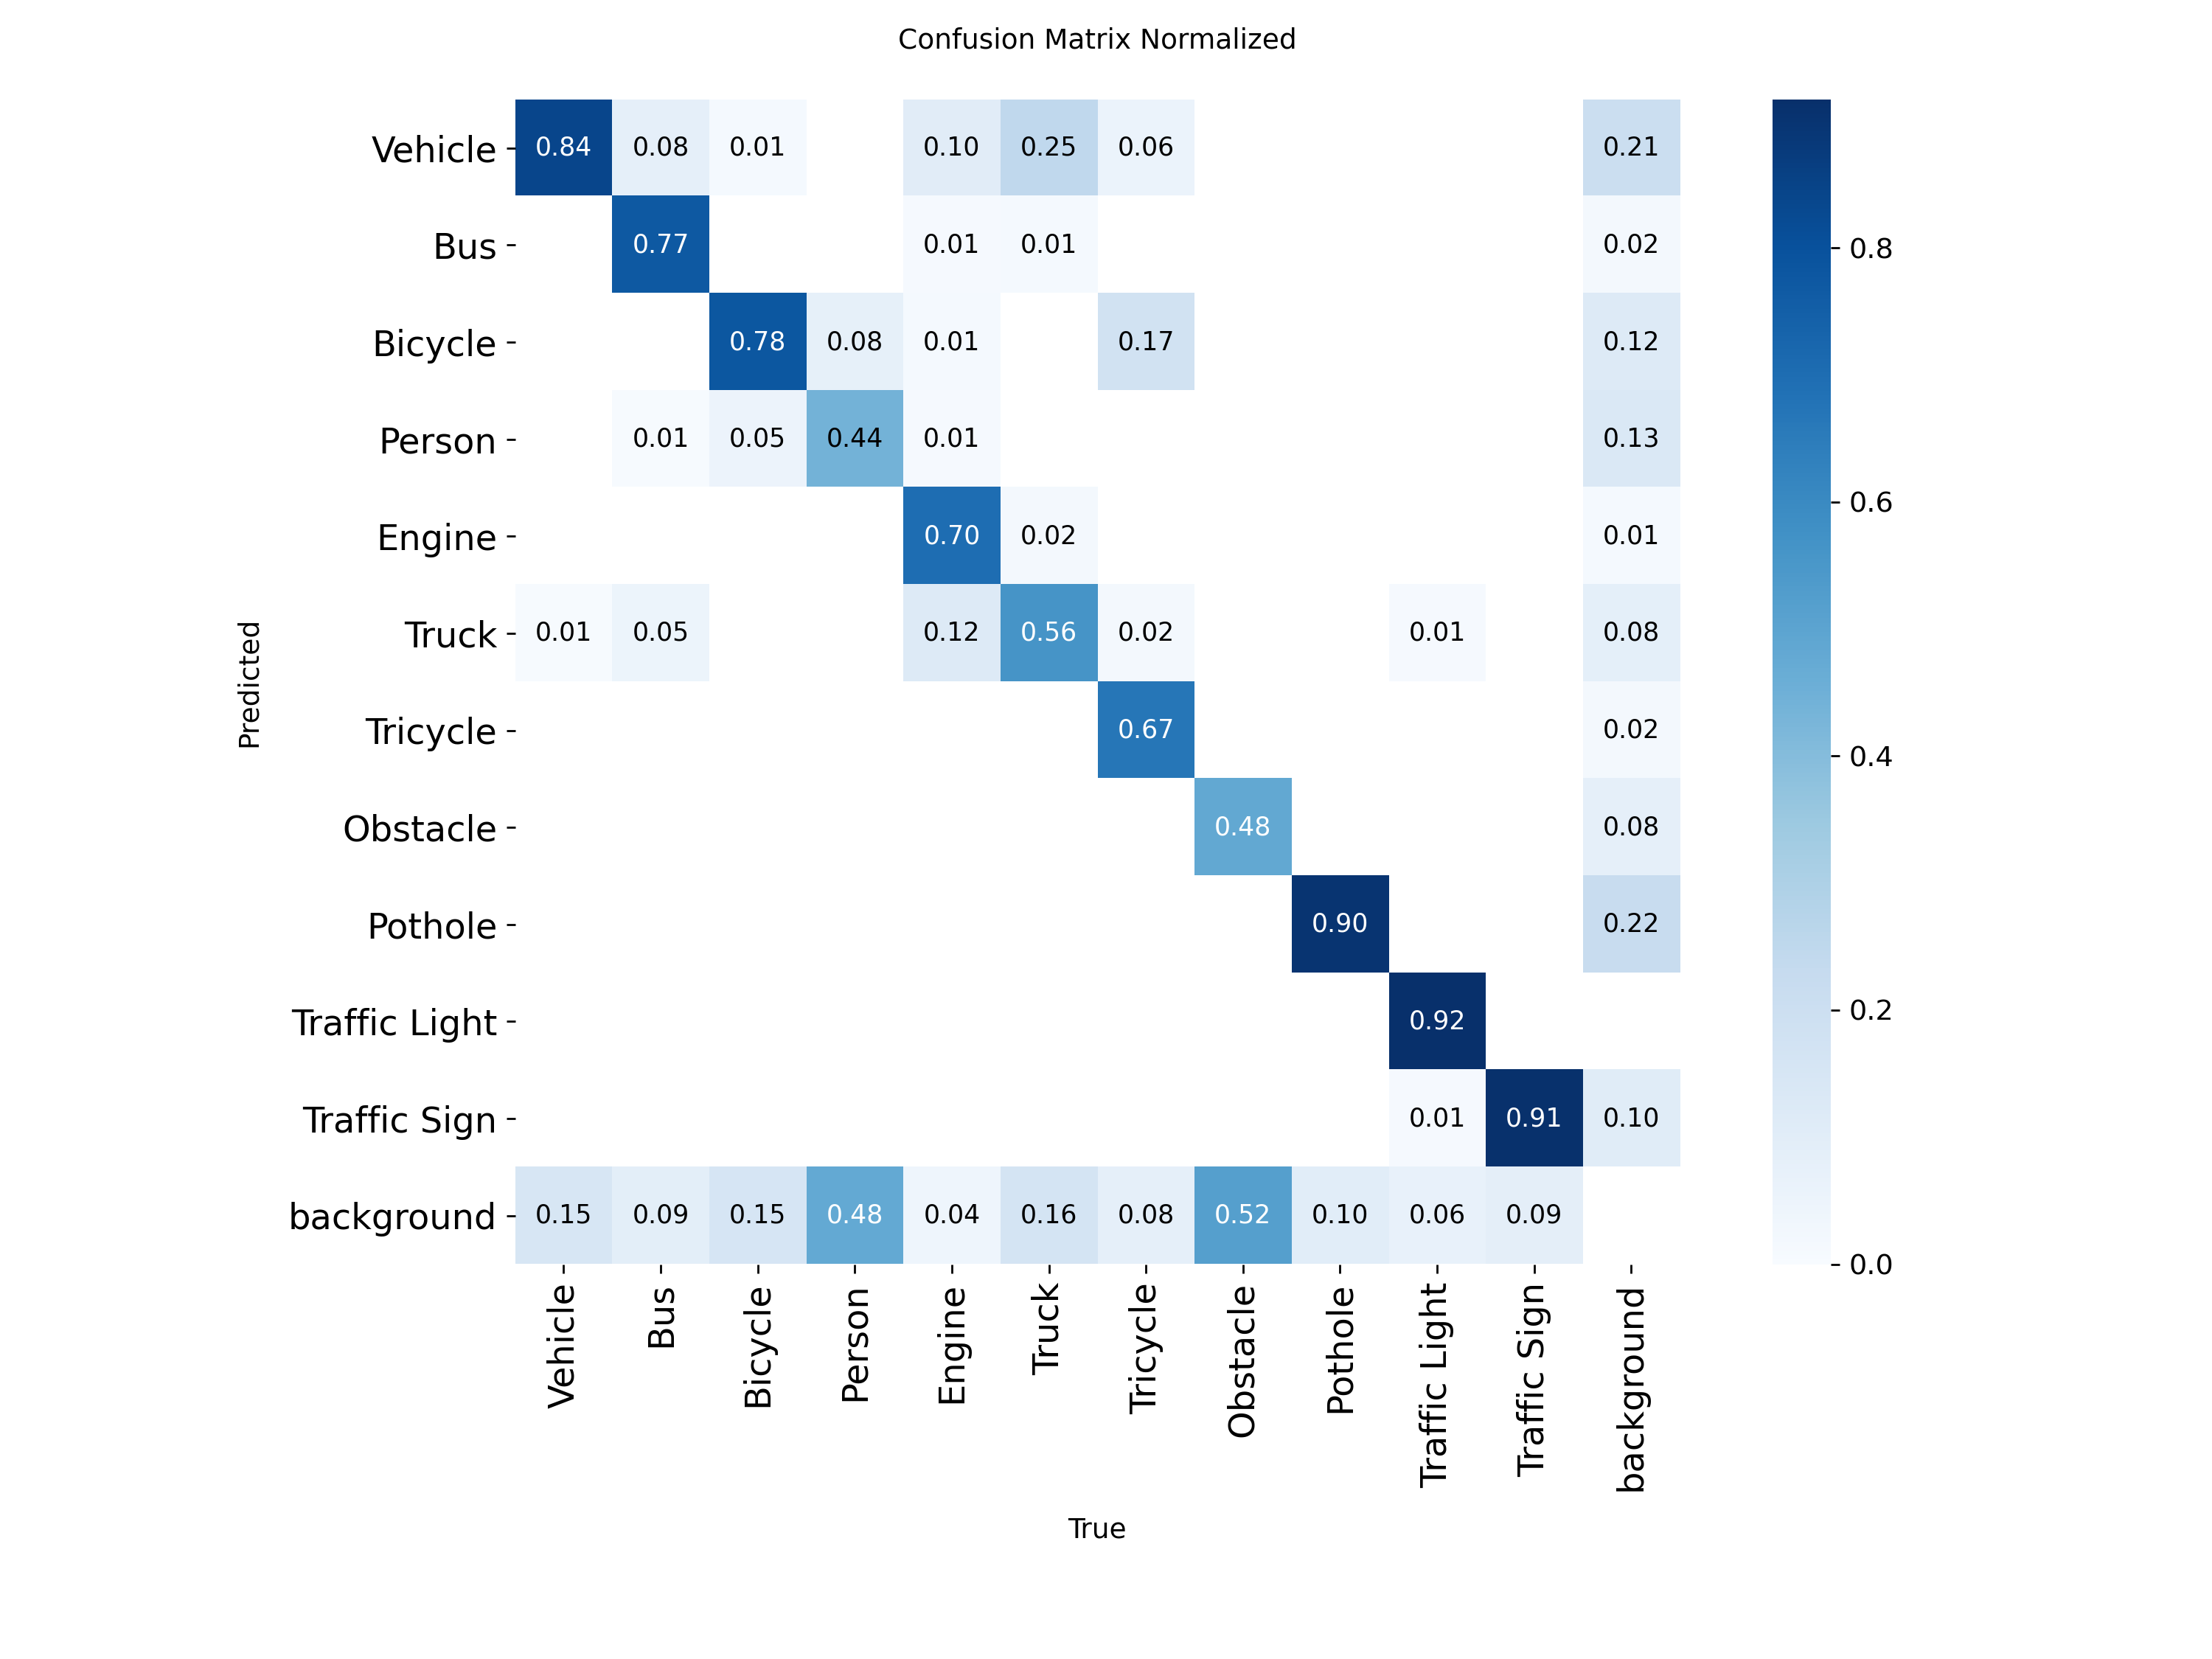 Confusion Matrix Normalized
Predicted
Vehicle 0.84 0.08 0.01 0.10 0.25 0.06 0.21
Bus 0.77 0.01 0.01 0.02
Bicycle 0.78 0.08 0.01 0.17 0.12
Person 0.01 0.05 0.44 0.01 0.13
Engine 0.70 0.02 0.01
Truck 0.01 0.05 0.12 0.56 0.02 0.01 0.08
Tricycle 0.67 0.02
Obstacle 0.48 0.08
Pothole 0.90 0.22
Traffic Light 0.92
Traffic Sign 0.01 0.91 0.10
background 0.15 0.09 0.15 0.48 0.04 0.16 0.08 0.52 0.10 0.06 0.09
Vehicle Bus Bicycle Person Engine Truck Tricycle Obstacle Pothole Traffic Light Traffic Sign background
True
0.8
0.6
0.4
0.2
0.0